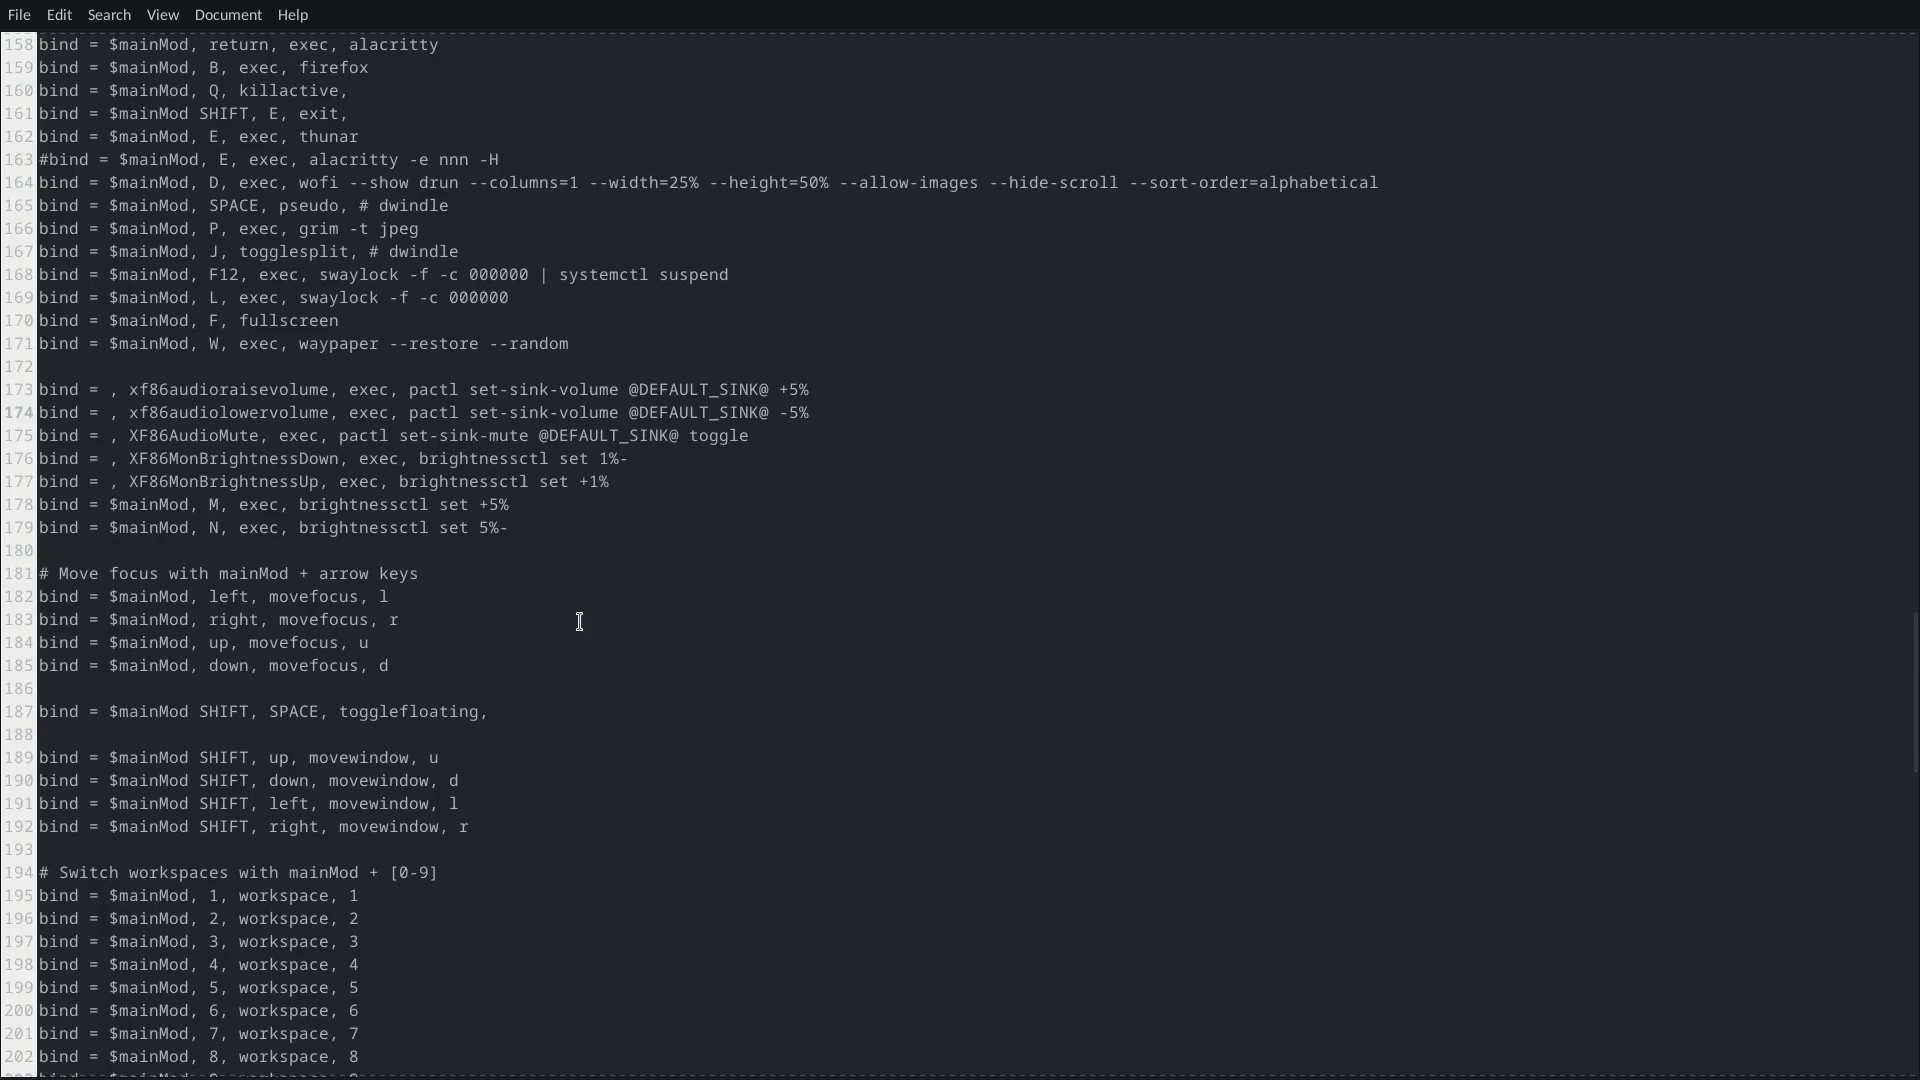 File Edit Search View Document Help
158 bind = $mainMod, return, exec, alacritty
159 bind = $mainMod, B, exec, firefox
160 bind = $mainMod, Q, killactive,
161 bind = $mainMod SHIFT, E, exit,
162 bind = $mainMod, E, exec, thunar
163 #bind = $mainMod, E, exec, alacritty -e nnn -H
164 bind = $mainMod, D, exec, wofi --show drun --columns=1 --width=25% --height=50% --allow-images --hide-scroll --sort-order=alphabetical
165 bind = $mainMod, SPACE, pseudo, # dwindle
166 bind = $mainMod, P, exec, grim -t jpeg
167 bind = $mainMod, J, togglesplit, # dwindle
168 bind = $mainMod, F12, exec, swaylock -f -c 000000 | systemctl suspend
169 bind = $mainMod, L, exec, swaylock -f -c 000000
170 bind = $mainMod, F, fullscreen
171 bind = $mainMod, W, exec, waypaper --restore --random
172
173 bind = , xf86audioraisevolume, exec, pactl set-sink-volume @DEFAULT_SINK@ +5%
174 bind = , xf86audiolowervolume, exec, pactl set-sink-volume @DEFAULT_SINK@ -5%
175 bind = , XF86AudioMute, exec, pactl set-sink-mute @DEFAULT_SINK@ toggle
176 bind = , XF86MonBrightnessDown, exec, brightnessctl set 1%-
177 bind = , XF86MonBrightnessUp, exec, brightnessctl set +1%
178 bind = $mainMod, M, exec, brightnessctl set +5%
179 bind = $mainMod, N, exec, brightnessctl set 5%-
180
181 # Move focus with mainMod + arrow keys
182 bind = $mainMod, left, movefocus, l
183 bind = $mainMod, right, movefocus, r
184 bind = $mainMod, up, movefocus, u
185 bind = $mainMod, down, movefocus, d
186
187 bind = $mainMod SHIFT, SPACE, togglefloating,
188
189 bind = $mainMod SHIFT, up, movewindow, u
190 bind = $mainMod SHIFT, down, movewindow, d
191 bind = $mainMod SHIFT, left, movewindow, l
192 bind = $mainMod SHIFT, right, movewindow, r
193
194 # Switch workspaces with mainMod + [0-9]
195 bind = $mainMod, 1, workspace, 1
196 bind = $mainMod, 2, workspace, 2
197 bind = $mainMod, 3, workspace, 3
198 bind = $mainMod, 4, workspace, 4
199 bind = $mainMod, 5, workspace, 5
200 bind = $mainMod, 6, workspace, 6
201 bind = $mainMod, 7, workspace, 7
202 bind = $mainMod, 8, workspace, 8